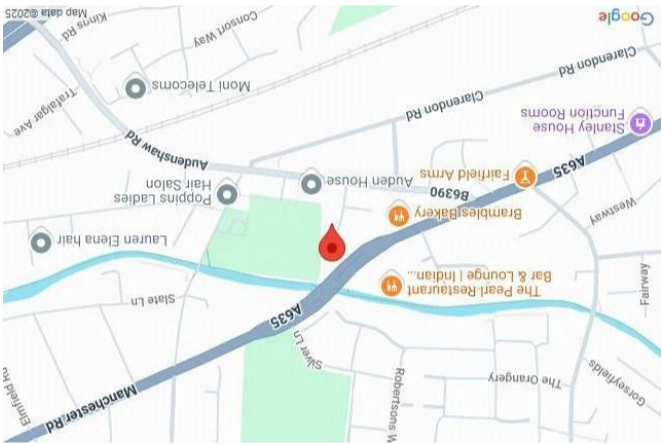 Elmfield Rd
Manchester Rd
Silver Ln
Robertsons W
The Orangery
Gorseyfields
A635
Slate Ln
The Pearl-Restaurant
Bar & Lounge | Indian...
Fairway
Lauren Elena hair
Brambles Bakery
Westway
Poppins Ladies
Hair Salon
Auden House
B6390
Fairfield Arms
A635
Audenshaw Rd
Stanley House
Function Rooms
Trafalgar Ave
Moni Telecoms
Clarendon Rd
Clarendon Rd
Kings Rd
Consort Way
Google
Map data ©2025